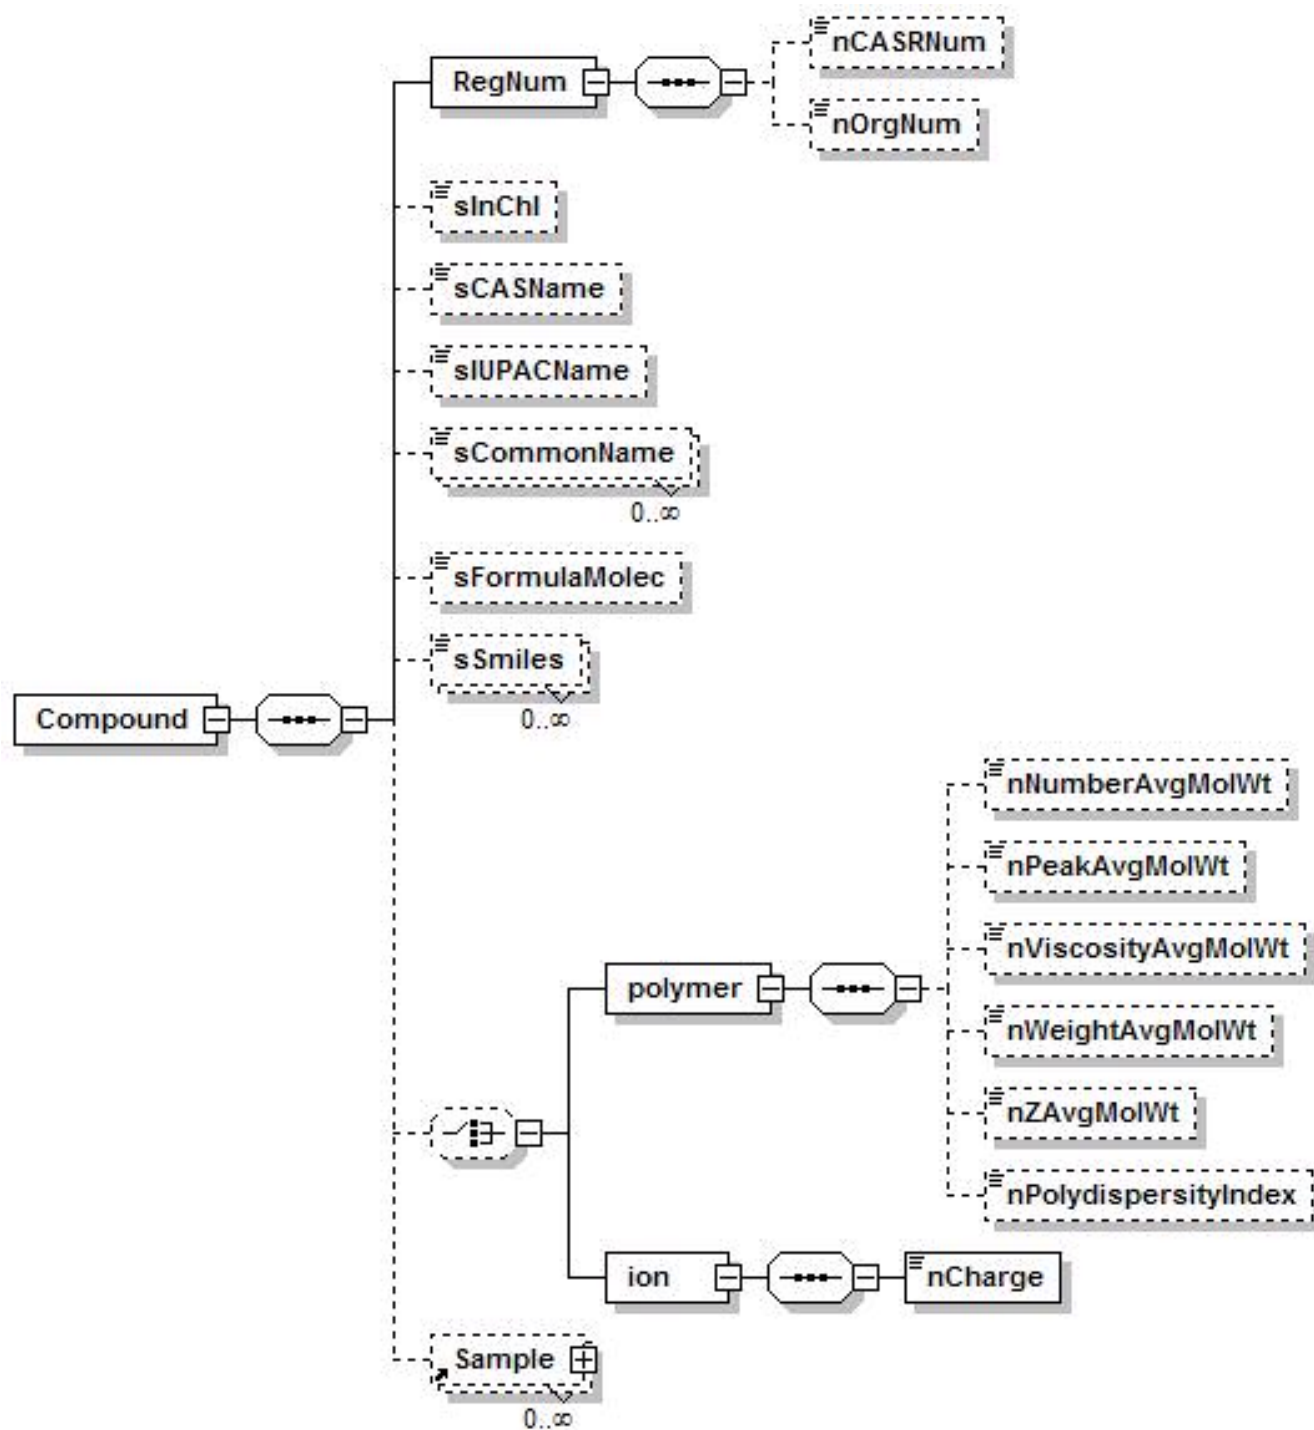 nCASRNum
RegNum
nOrgNum
sInChI
sCASName
sIUPACName
sCommonName
0..∞
sFormulaMolec
sSmiles
0..∞
Compound
nNumberAvgMolWt
nPeakAvgMolWt
nViscosityAvgMolWt
polymer
nWeightAvgMolWt
nZAvgMolWt
nPolydispersityIndex
ion
nCharge
Sample
0..∞